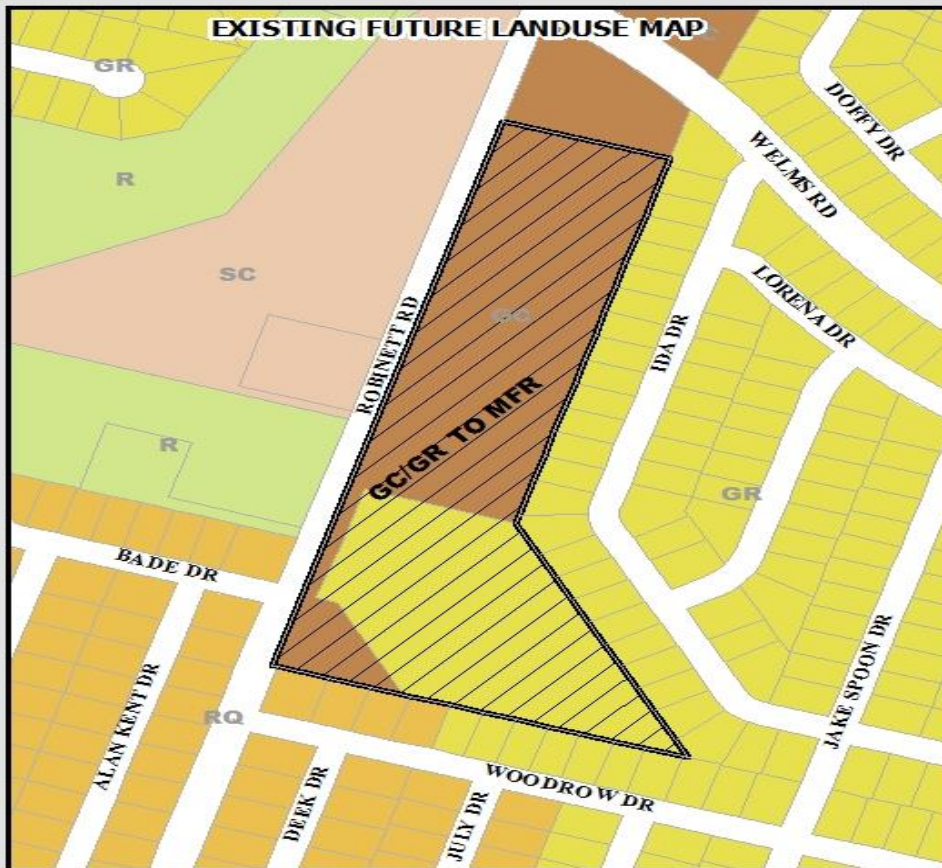 EXISTING FUTURE LANDUSE MAP
GR
DOFFY DR
WELMS RD
R
SC
LORENA DR
GC
ROBINETT RD
IDA DR
GC/GR TO MFR
R
GR
BADE DR
ALAN KENT DR
RQ
JAKE SPOON DR
DEEK DR
JULY DR
WOODROW DR